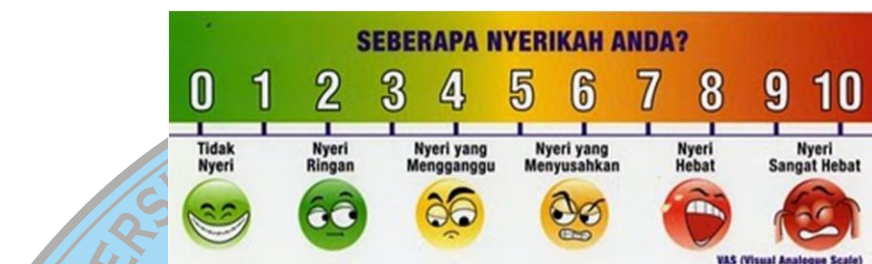 SEBERAPA NYERIKAH ANDA?
0 1 2 3 4 5 6 7 8 9 10
Tidak Nyeri Nyeri yang Nyeri yang Nyeri Nyeri
Nyeri Ringan Mengganggu Menyusahkan Hebat Sangat Hebat
VAS (Visual Analogue Scale)